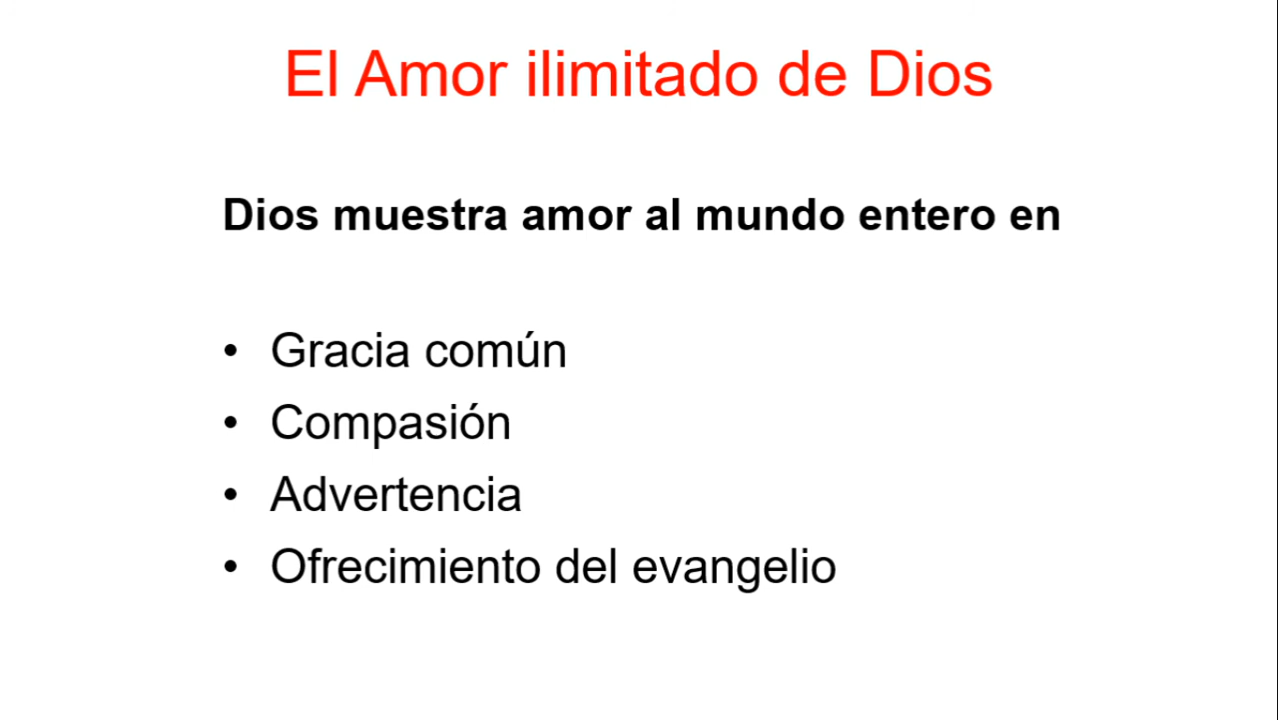 El Amor ilimitado de Dios
Dios muestra amor al mundo entero en
• Gracia común
• Compasión
• Advertencia
• Ofrecimiento del evangelio